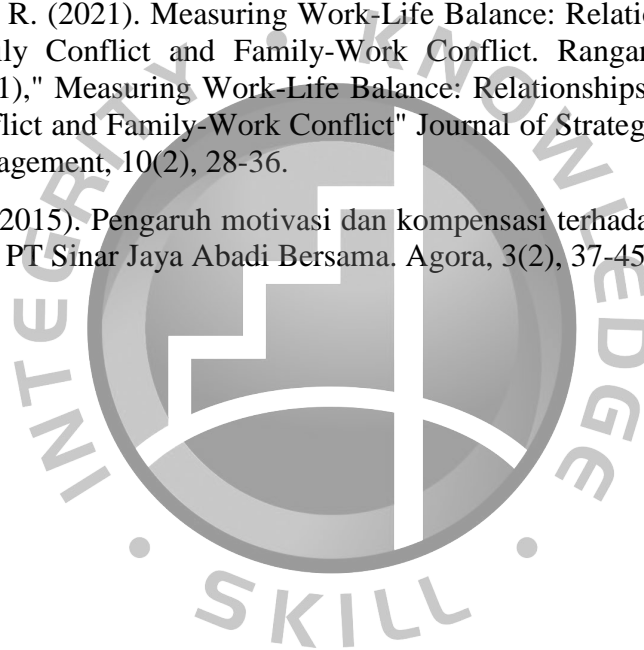 R. (2021). Measuring Work-Life Balance: Relatio
ly Conflict and Family-Work Conflict. Rangar
1)," Measuring Work-Life Balance: Relationships
flict and Family-Work Conflict" Journal of Strateg
agement, 10(2), 28-36.
2015). Pengaruh motivasi dan kompensasi terhada
PT Sinar Jaya Abadi Bersama. Agora, 3(2), 37-45
INTEGRITY • KNOWLEDGE • SKILL •